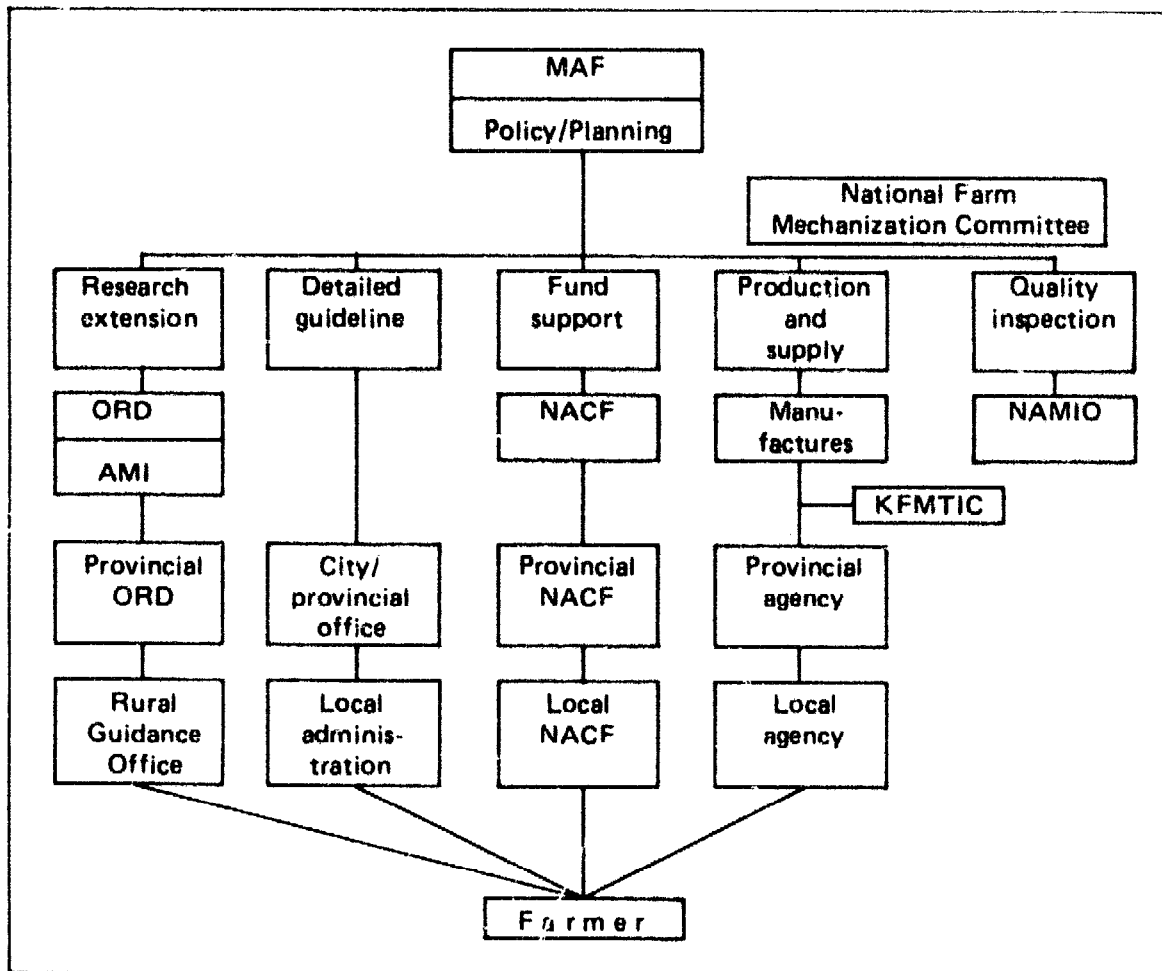 MAF
Policy/Planning
National Farm
Mechanization Committee
Research
extension
Detailed
guideline
Fund
support
Production
and
supply
Quality
inspection
ORD
AMI
NACF
Manu-
factures
NAMIO
KFMTIC
Provincial
ORD
City/
provincial
office
Provincial
NACF
Provincial
agency
Rural
Guidance
Office
Local
adminis-
tration
Local
NACF
Local
agency
Farmer